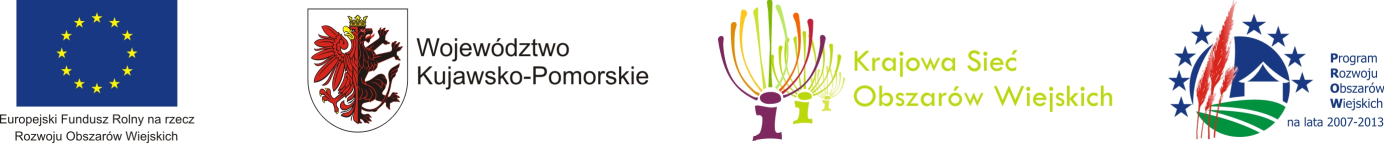 Europejski Fundusz Rolny na rzecz
Rozwoju Obszarów Wiejskich
Województwo
Kujawsko-Pomorskie
Krajowa Sieć
Obszarów Wiejskich
Program
Rozwoju
Obszarów
Wiejskich
na lata 2007-2013